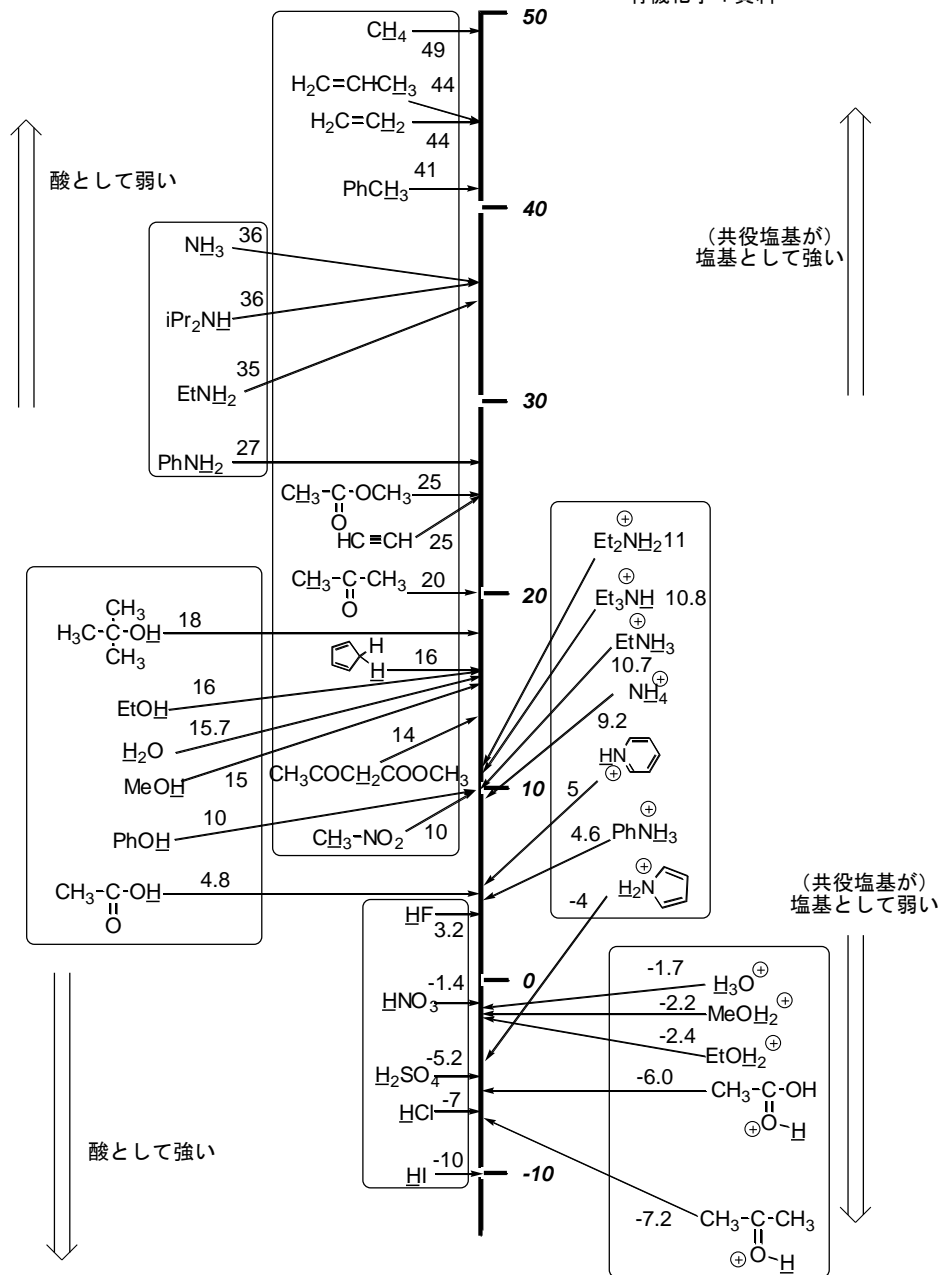 50
CH4
49
H2C=CHCH3 44
H2C=CH2
44
酸として弱い
PhCH3 41
40
(共役塩基が)
塩基として強い
NH3 36
iPr2NH 36
EtNH2 35
30
PhNH2 27
CH3-C-OCH3 25
O
HC≡CH 25
Et2NH2 11
⊕
CH3-C-CH3 20
O
20
Et3NH 10.8
⊕
CH3
H3C-C-OH 18
CH3
EtNH3
⊕
10.7
H
H
16
EtOH 16
NH4
⊕
9.2
H2O 15.7
MeOH 15
14
CH3COCH2COOCH3
10
HN
⊕
5
PhOH 10
CH3-NO2 10
PhNH3
⊕
4.6
CH3-C-OH 4.8
O
H2N
⊕
-4
(共役塩基が)
塩基として弱い
HF
3.2
0
HNO3 -1.4
-1.7 H3O⊕
-2.2 MeOH2⊕
-2.4 EtOH2⊕
H2SO4 -5.2
-6.0 CH3-C-OH
⊕O-H
HCl -7
酸として強い
HI -10
-10
-7.2 CH3-C-CH3
⊕O-H